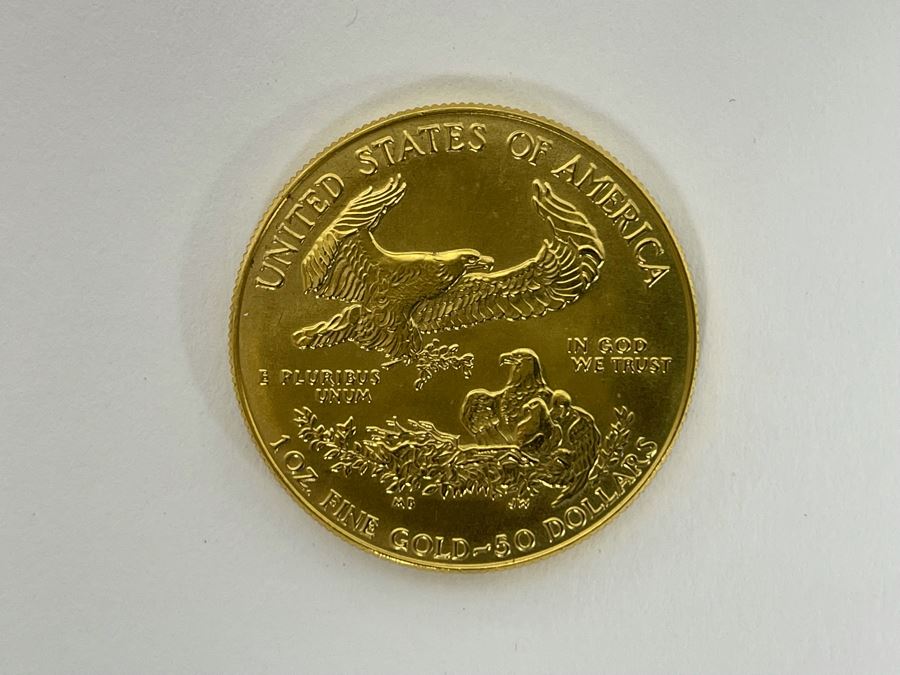 UNITED STATES OF AMERICA
IN GOD
WE TRUST
E PLURIBUS
UNUM
MB
JW
1 OZ. FINE GOLD~50 DOLLARS